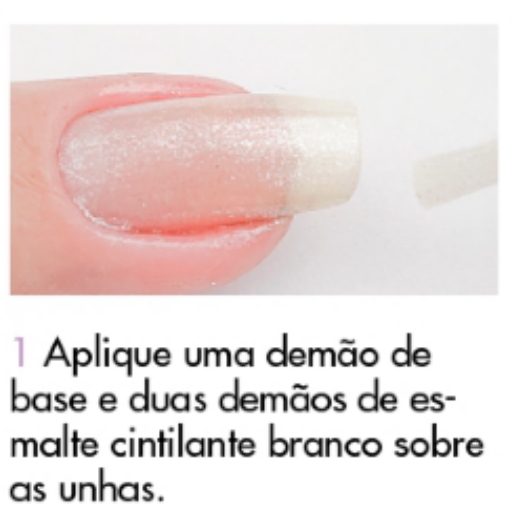 1 Aplique uma demão de
base e duas demãos de es-
malte cintilante branco sobre
as unhas.